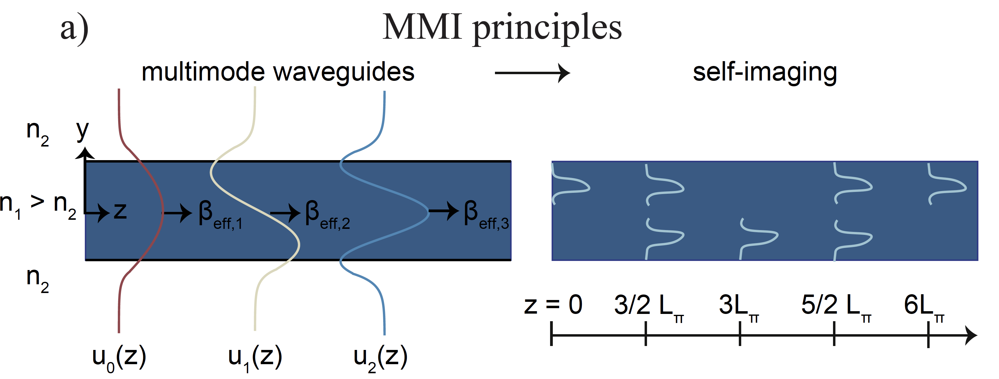 a)
MMI principles
multimode waveguides
self-imaging
n₂
y
n₁ > n₂
z
βeff,1
βeff,2
βeff,3
n₂
z = 0
3/2 Lπ
3Lπ
5/2 Lπ
6Lπ
u₀(z)
u₁(z)
u₂(z)